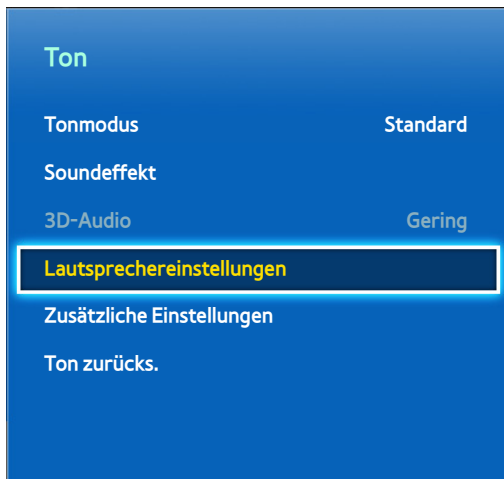 Ton
Tonmodus Standard
Soundeffekt
3D-Audio Gering
Lautsprechereinstellungen
Zusätzliche Einstellungen
Ton zurücks.